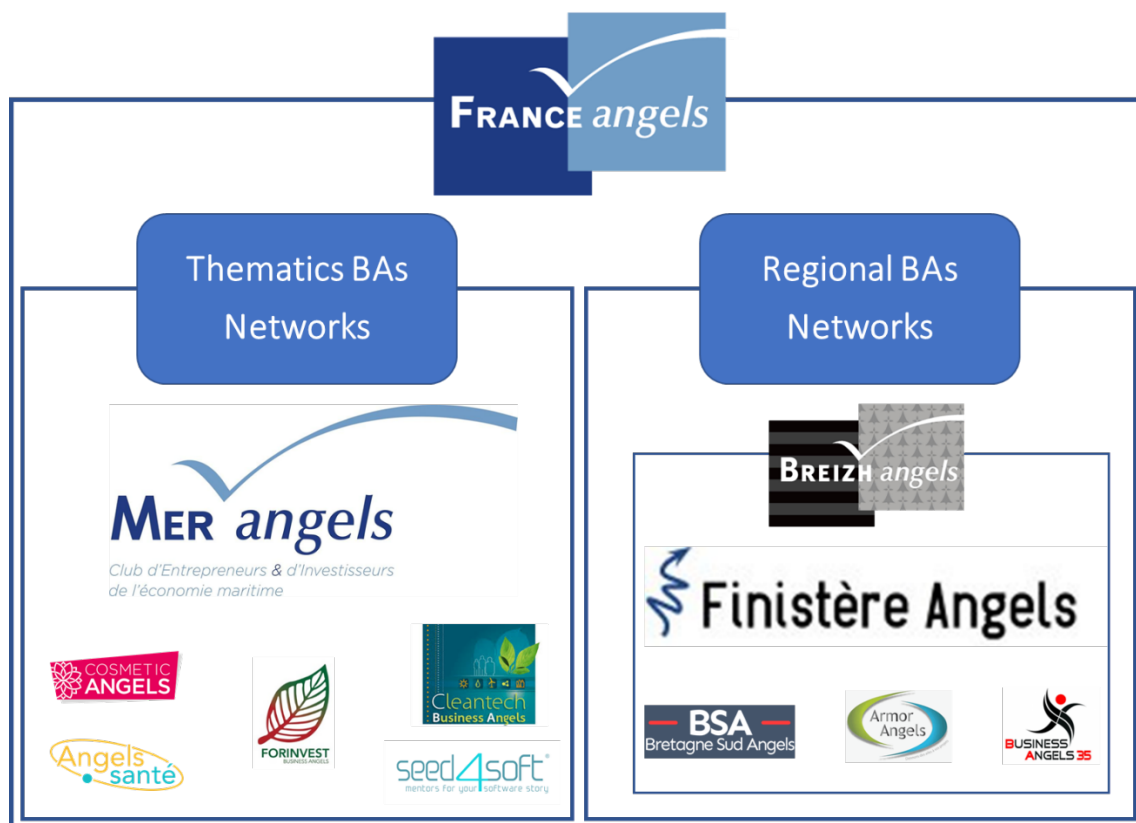 FRANCE angels
Thematics BAs
Networks
Regional BAs
Networks
MER angels
Club d'Entrepreneurs & d'Investisseurs
de l'économie maritime
BREIZH angels
Finistère Angels
COSMETIC
ANGELS
FORINVEST
BUSINESS ANGELS
Cleantech
Business Angels
Angels
santé
seed4soft
mentors for your software story
BSA
Bretagne Sud Angels
Armor
Angels
BUSINESS
ANGELS 35